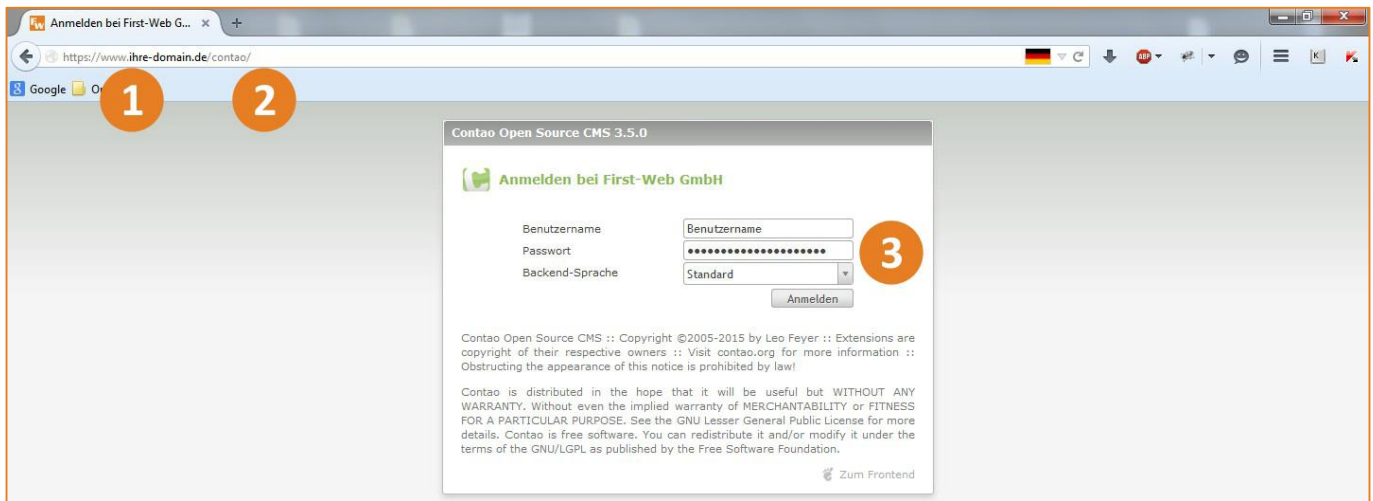 Anmelden bei First-Web G...
https://www.ihre-domain.de/contao/
ABP
K
Google
1
2
Contao Open Source CMS 3.5.0
Anmelden bei First-Web GmbH
Benutzername Benutzername
Passwort
Backend-Sprache Standard
3
Anmelden
Contao Open Source CMS :: Copyright ©2005-2015 by Leo Feyer :: Extensions are
copyright of their respective owners :: Visit contao.org for more information ::
Obstructing the appearance of this notice is prohibited by law!
Contao is distributed in the hope that it will be useful but WITHOUT ANY
WARRANTY. Without even the implied warranty of MERCHANTABILITY or FITNESS
FOR A PARTICULAR PURPOSE. See the GNU Lesser General Public License for more
details. Contao is free software. You can redistribute it and/or modify it under the
terms of the GNU/LGPL as published by the Free Software Foundation.
Zum Frontend